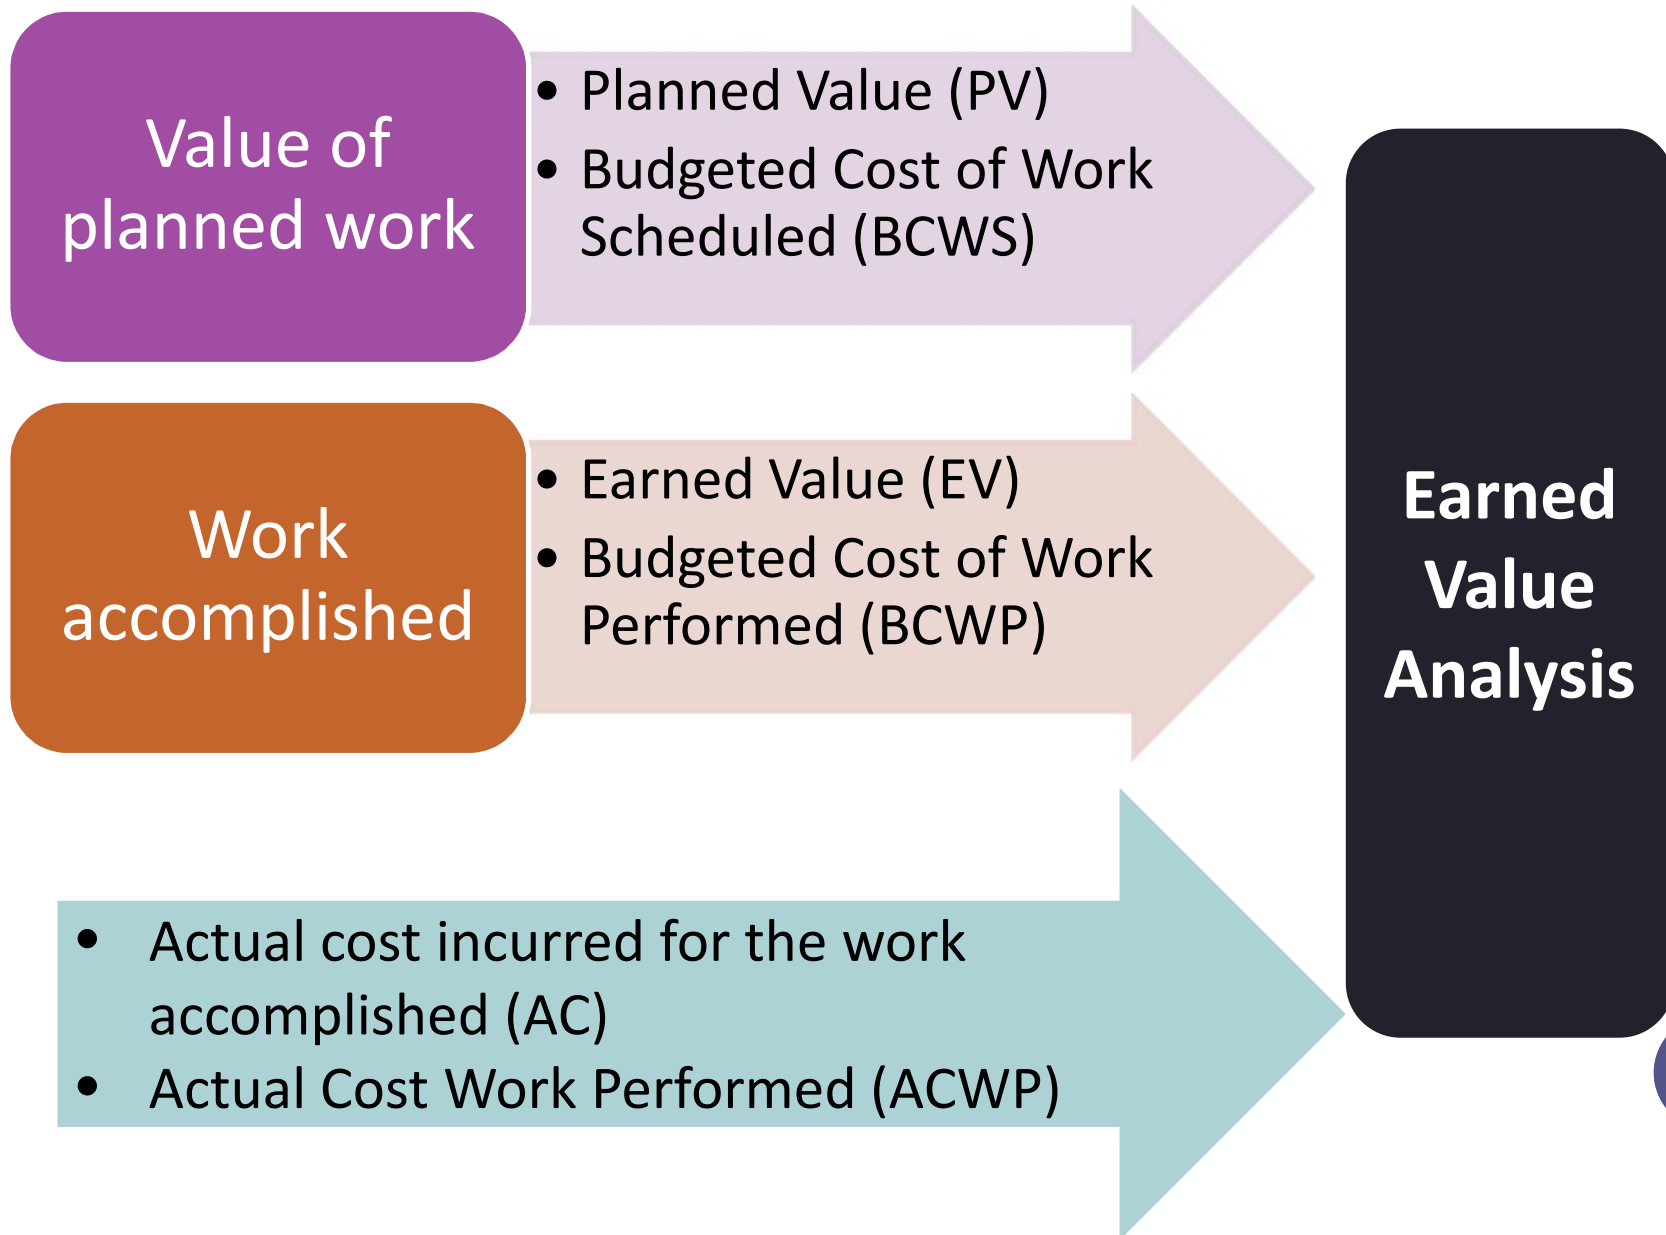 Value of
planned work
• Planned Value (PV)
• Budgeted Cost of Work
Scheduled (BCWS)
Work
accomplished
• Earned Value (EV)
• Budgeted Cost of Work
Performed (BCWP)
• Actual cost incurred for the work
accomplished (AC)
• Actual Cost Work Performed (ACWP)
Earned
Value
Analysis